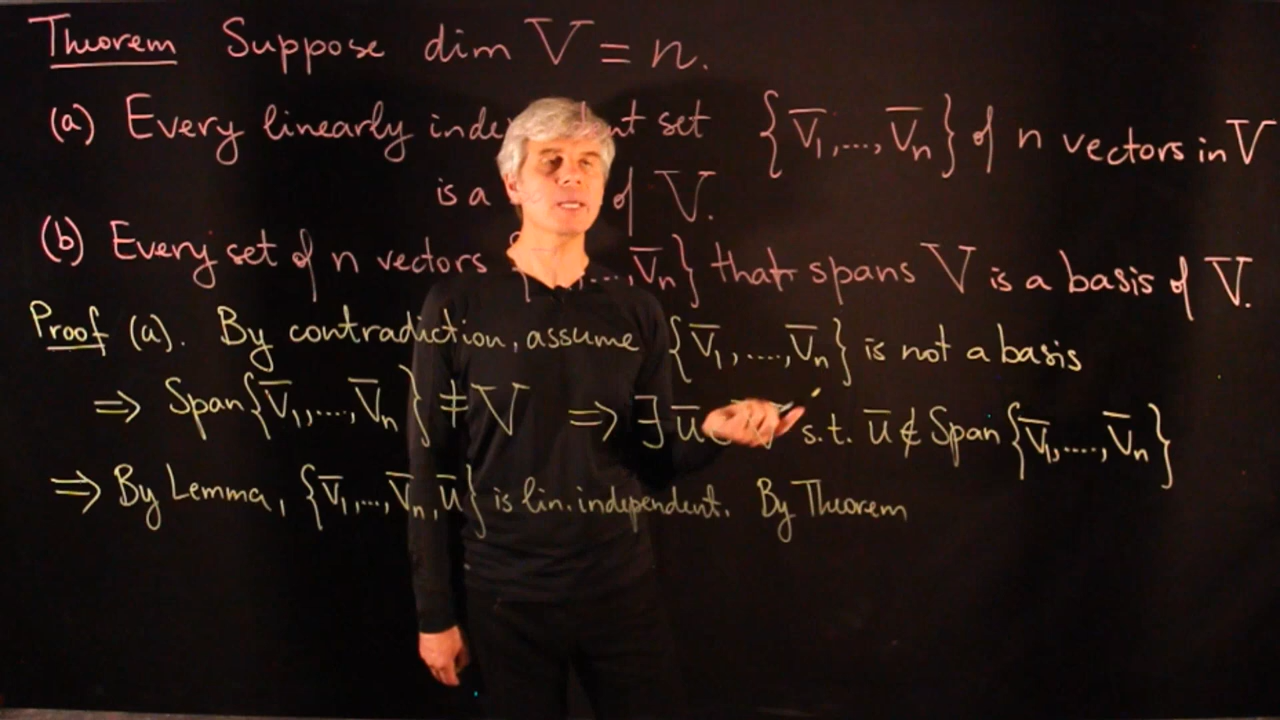 Theorem Suppose dim V = n.
(a) Every linearly set {v̅₁,...,v̅ₙ} of n vectors in V
is a of V.
(b) Every set of n vectors {...,v̅ₙ} that spans V is a basis of V.
Proof (a). By contradiction, assume {v̅₁,....,v̅ₙ} is not a basis
⇒ Span{v̅₁,....,v̅ₙ} ≠ V ⇒ ∃ u̅ ∈ V s.t. u̅ ∉ Span{v̅₁,....,v̅ₙ}
⇒ By Lemma, {v̅₁,...,v̅ₙ,u̅} is lin. independent. By Theorem